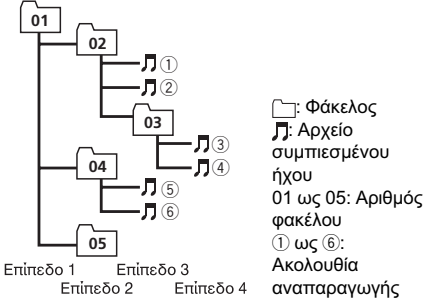 01
02
①
②
03
③
④
04
⑤
⑥
05
Επίπεδο 1 Επίπεδο 3
Επίπεδο 2 Επίπεδο 4
: Φάκελος
: Αρχείο
συμπιεσμένου
ήχου
01 ως 05: Αριθμός
φακέλου
① ως ⑥:
Ακολουθία
αναπαραγωγής